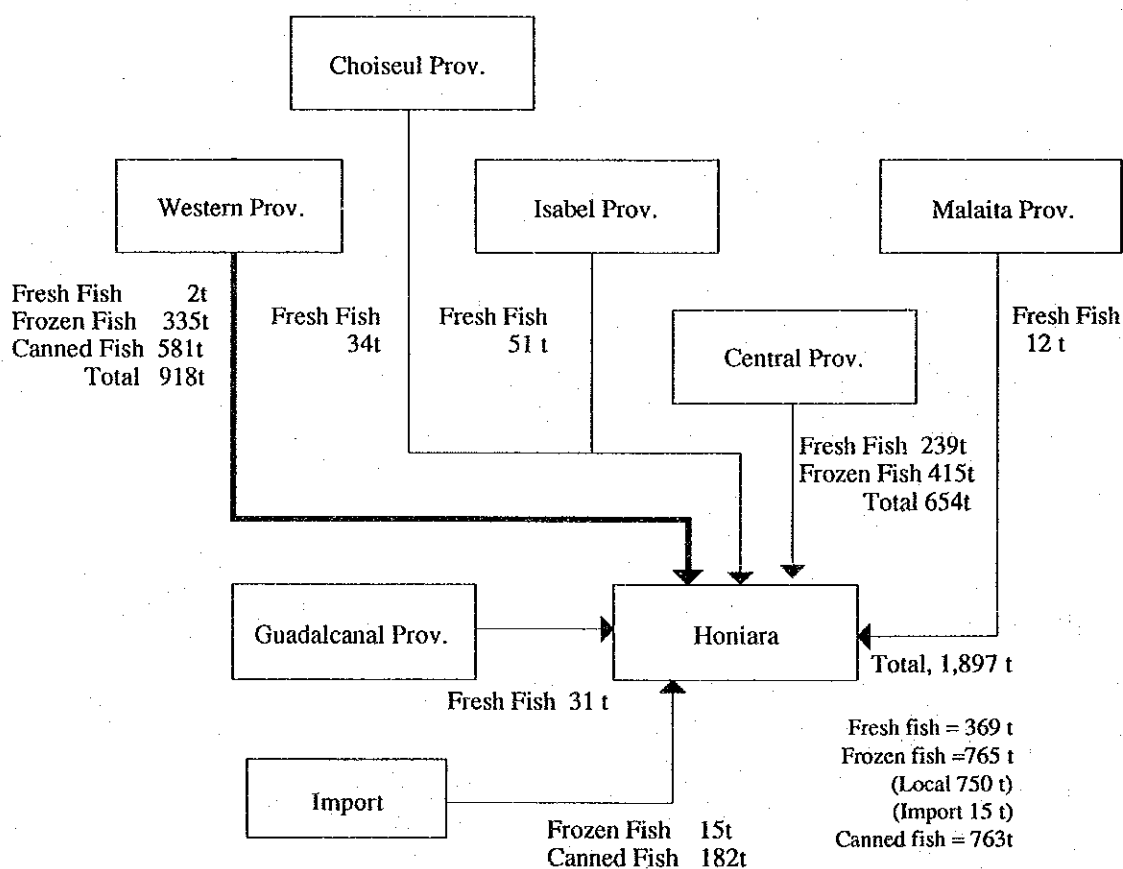 Choiseul Prov.
Western Prov.
Isabel Prov.
Malaita Prov.
Fresh Fish 2t
Frozen Fish 335t
Canned Fish 581t
Total 918t
Fresh Fish
34t
Fresh Fish
51 t
Central Prov.
Fresh Fish
12 t
Fresh Fish 239t
Frozen Fish 415t
Total 654t
Guadalcanal Prov.
Honiara
Fresh Fish 31 t
Total, 1,897 t
Import
Frozen Fish 15t
Canned Fish 182t
Fresh fish = 369 t
Frozen fish =765 t
(Local 750 t)
(Import 15 t)
Canned fish = 763t